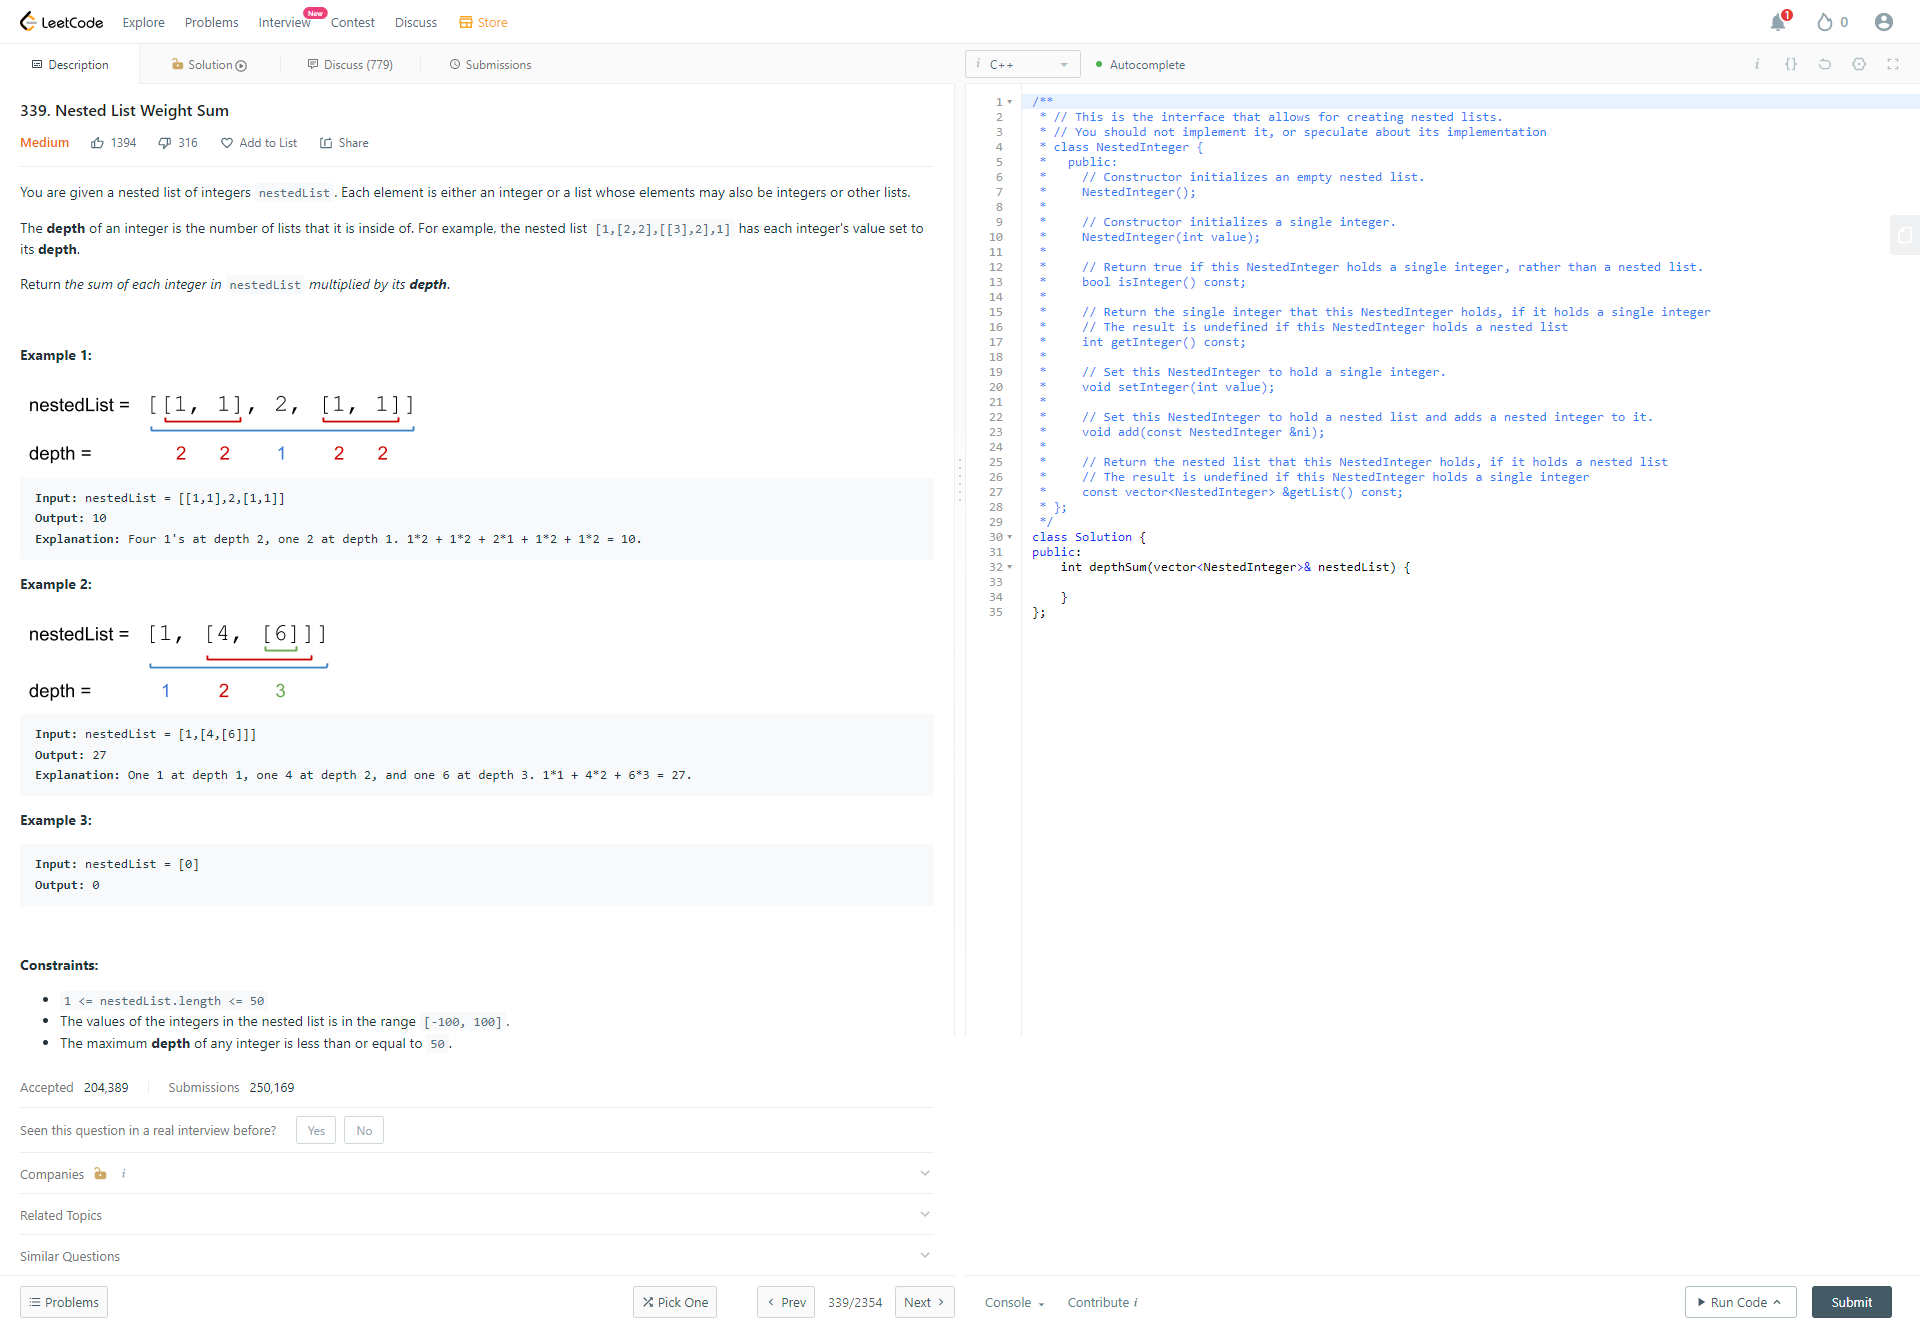 LeetCode Explore Problems Interview New Contest Discuss Store 1 0
Description Solution Discuss (779) Submissions
339. Nested List Weight Sum
Medium 1394 316 Add to List Share
You are given a nested list of integers nestedList. Each element is either an integer or a list whose elements may also be integers or other lists.
The depth of an integer is the number of lists that it is inside of. For example, the nested list [1,[2,2],[[3],2],1] has each integer's value set to
its depth.
Return the sum of each integer in nestedList multiplied by its depth.
Example 1:
nestedList = [[1, 1], 2, [1, 1]]
depth = 2 2 1 2 2
Input: nestedList = [[1,1],2,[1,1]]
Output: 10
Explanation: Four 1's at depth 2, one 2 at depth 1. 1*2 + 1*2 + 2*1 + 1*2 + 1*2 = 10.
Example 2:
nestedList = [1, [4, [6]]]
depth = 1 2 3
Input: nestedList = [1,[4,[6]]]
Output: 27
Explanation: One 1 at depth 1, one 4 at depth 2, and one 6 at depth 3. 1*1 + 4*2 + 6*3 = 27.
Example 3:
Input: nestedList = [0]
Output: 0
Constraints:
• 1 <= nestedList.length <= 50
• The values of the integers in the nested list is in the range [-100, 100].
• The maximum depth of any integer is less than or equal to 50.
Accepted 204,389 Submissions 250,169
Seen this question in a real interview before? Yes No
Companies i
Related Topics
Similar Questions
Problems Pick One Prev 339/2354 Next
i C++ Autocomplete i {}
1 /**
2 * // This is the interface that allows for creating nested lists.
3 * // You should not implement it, or speculate about its implementation
4 * class NestedInteger {
5 * public:
6 * // Constructor initializes an empty nested list.
7 * NestedInteger();
8 *
9 * // Constructor initializes a single integer.
10 * NestedInteger(int value);
11 *
12 * // Return true if this NestedInteger holds a single integer, rather than a nested list.
13 * bool isInteger() const;
14 *
15 * // Return the single integer that this NestedInteger holds, if it holds a single integer
16 * // The result is undefined if this NestedInteger holds a nested list
17 * int getInteger() const;
18 *
19 * // Set this NestedInteger to hold a single integer.
20 * void setInteger(int value);
21 *
22 * // Set this NestedInteger to hold a nested list and adds a nested integer to it.
23 * void add(const NestedInteger &ni);
24 *
25 * // Return the nested list that this NestedInteger holds, if it holds a nested list
26 * // The result is undefined if this NestedInteger holds a single integer
27 * const vector<NestedInteger> &getList() const;
28 * };
29 */
30 class Solution {
31 public:
32 int depthSum(vector<NestedInteger>& nestedList) {
33
34 }
35 };
Console Contribute i Run Code Submit